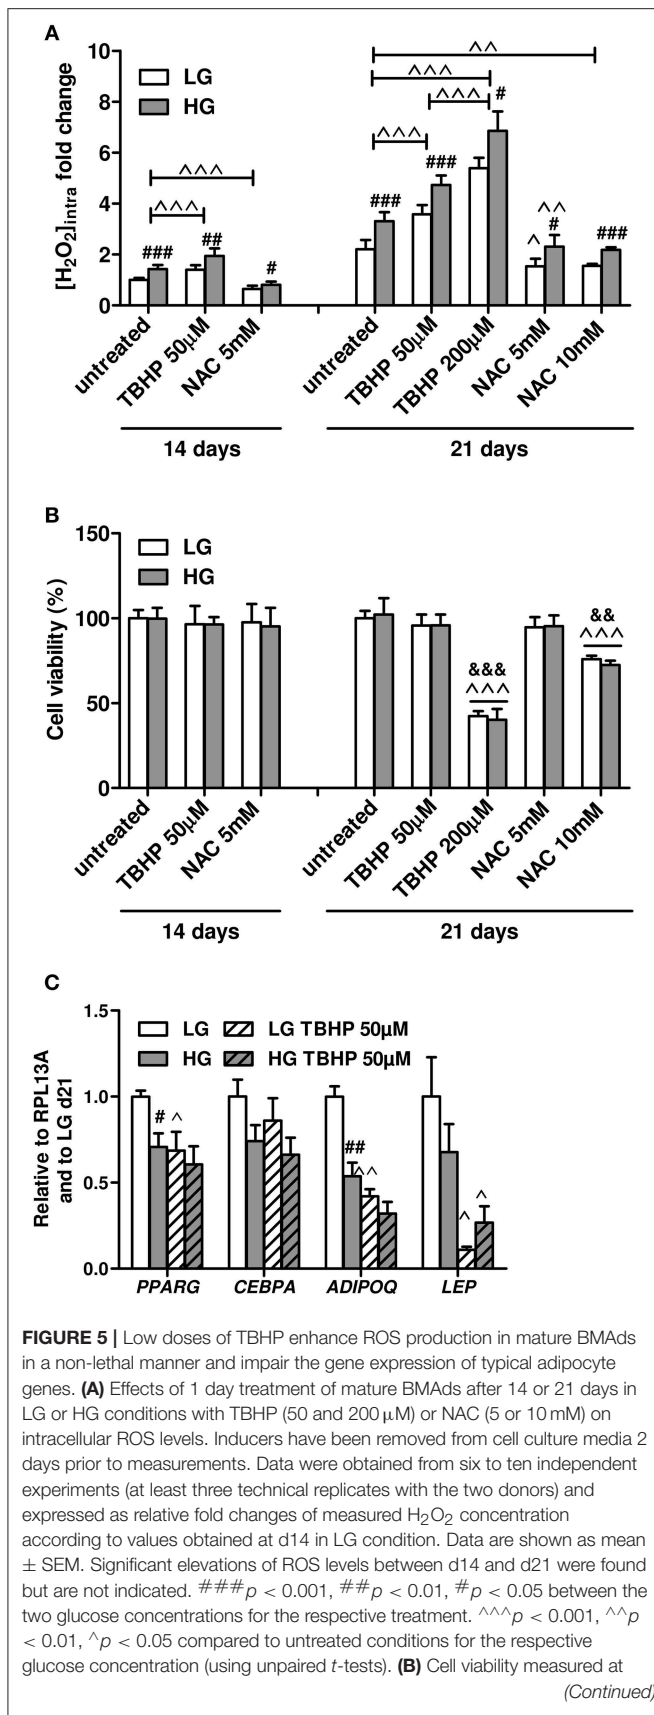 A
10
8
6
4
2
0
[H₂O₂]intra fold change
LG
HG
^^
^^^
^^^
^^^
^^^
^^^
###
##
#
###
###
#
^
^^
#
###
untreated
TBHP 50µM
NAC 5mM
untreated
TBHP 50µM
TBHP 200µM
NAC 5mM
NAC 10mM
14 days
21 days
B
150
100
50
0
Cell viability (%)
LG
HG
&&&
^^^
&&
^^^
untreated
TBHP 50µM
NAC 5mM
untreated
TBHP 50µM
TBHP 200µM
NAC 5mM
NAC 10mM
14 days
21 days
C
1.5
1.0
0.5
0.0
Relative to RPL13A
and to LG d21
LG
HG
LG TBHP 50µM
HG TBHP 50µM
#
^
##
^^
^
^
PPARG
CEBPA
ADIPOQ
LEP
FIGURE 5 | Low doses of TBHP enhance ROS production in mature BMAds
in a non-lethal manner and impair the gene expression of typical adipocyte
genes. (A) Effects of 1 day treatment of mature BMAds after 14 or 21 days in
LG or HG conditions with TBHP (50 and 200 µM) or NAC (5 or 10 mM) on
intracellular ROS levels. Inducers have been removed from cell culture media 2
days prior to measurements. Data were obtained from six to ten independent
experiments (at least three technical replicates with the two donors) and
expressed as relative fold changes of measured H₂O₂ concentration
according to values obtained at d14 in LG condition. Data are shown as mean
± SEM. Significant elevations of ROS levels between d14 and d21 were found
but are not indicated. ###p < 0.001, ##p < 0.01, #p < 0.05 between the
two glucose concentrations for the respective treatment. ^^^p < 0.001, ^^p
< 0.01, ^p < 0.05 compared to untreated conditions for the respective
glucose concentration (using unpaired t-tests). (B) Cell viability measured at
(Continued)